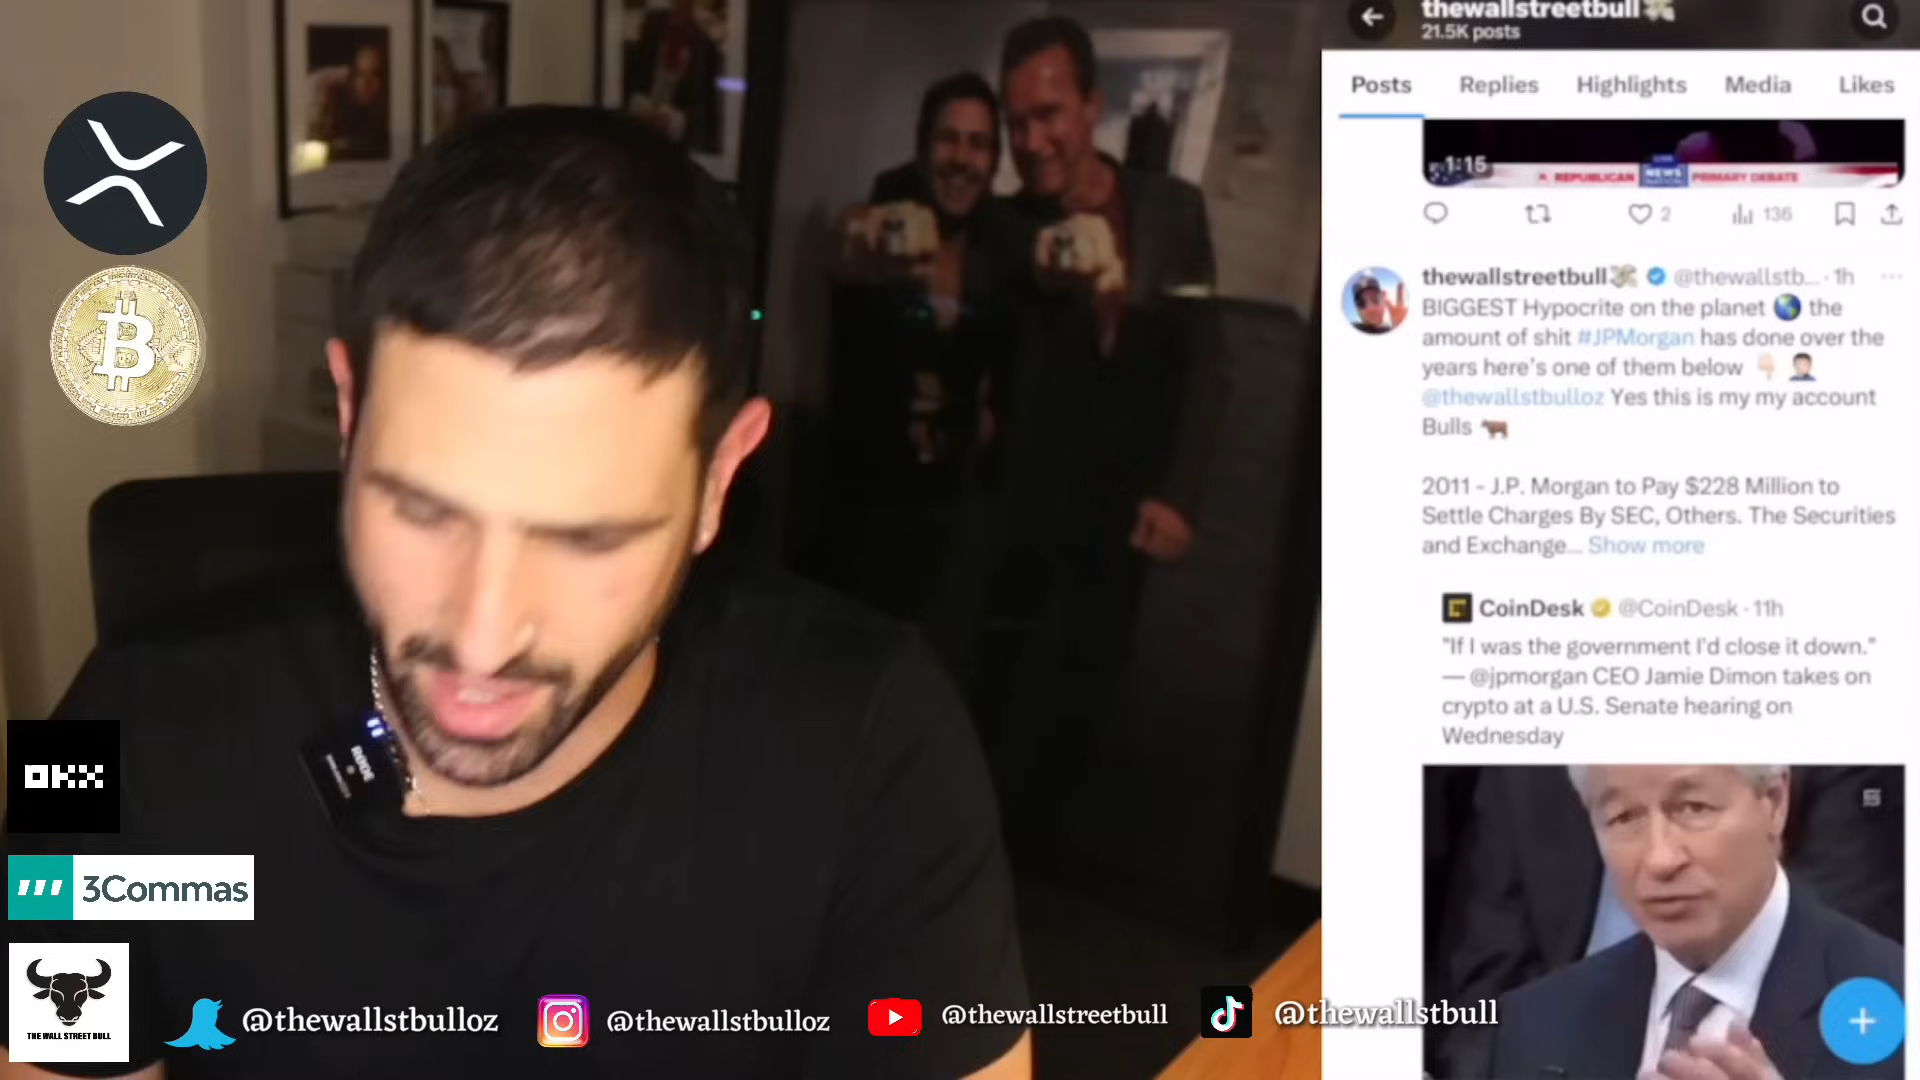 thewallstreetbull
21.5K posts
Posts Replies Highlights Media Likes
1:15
REPUBLICAN NEWS PRIMARY DEBATE
2 136
thewallstreetbull @thewallstb... · 1h
BIGGEST Hypocrite on the planet 🌎 the
amount of shit #JPMorgan has done over the
years here's one of them below 👇🏻 🤦🏻‍♂️
@thewallstbulloz Yes this is my my account
Bulls 🐂
2011 - J.P. Morgan to Pay $228 Million to
Settle Charges By SEC, Others. The Securities
and Exchange... Show more
CoinDesk @CoinDesk · 11h
"If I was the government I'd close it down."
— @jpmorgan CEO Jamie Dimon takes on
crypto at a U.S. Senate hearing on
Wednesday
RØDE
OKX
3Commas
THE WALL STREET BULL
@thewallstbulloz
@thewallstbulloz
@thewallstreetbull
@thewallstbull